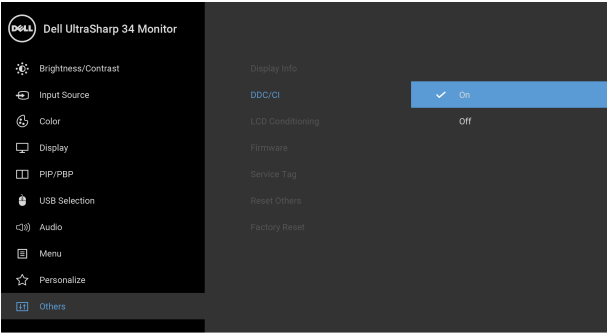 DELL
Dell UltraSharp 34 Monitor
Brightness/Contrast
Input Source
Color
Display
PIP/PBP
USB Selection
Audio
Menu
Personalize
Others
Display Info
DDC/CI
LCD Conditioning
Firmware
Service Tag
Reset Others
Factory Reset
On
Off